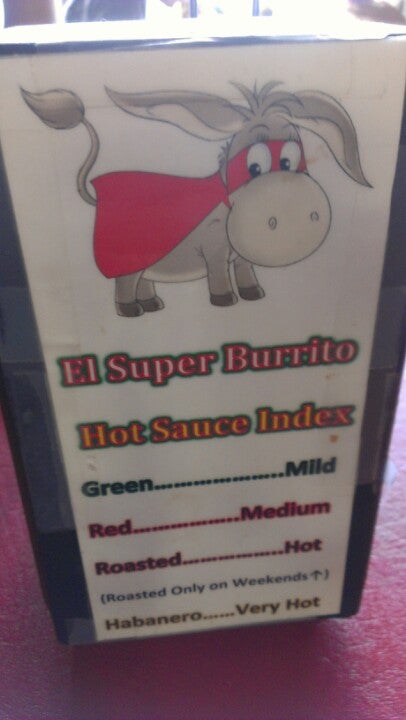 El Super Burrito
Hot Sauce Index
Green....................Mild
Red.................Medium
Roasted................Hot
(Roasted Only on Weekends↑)
Habanero......Very Hot